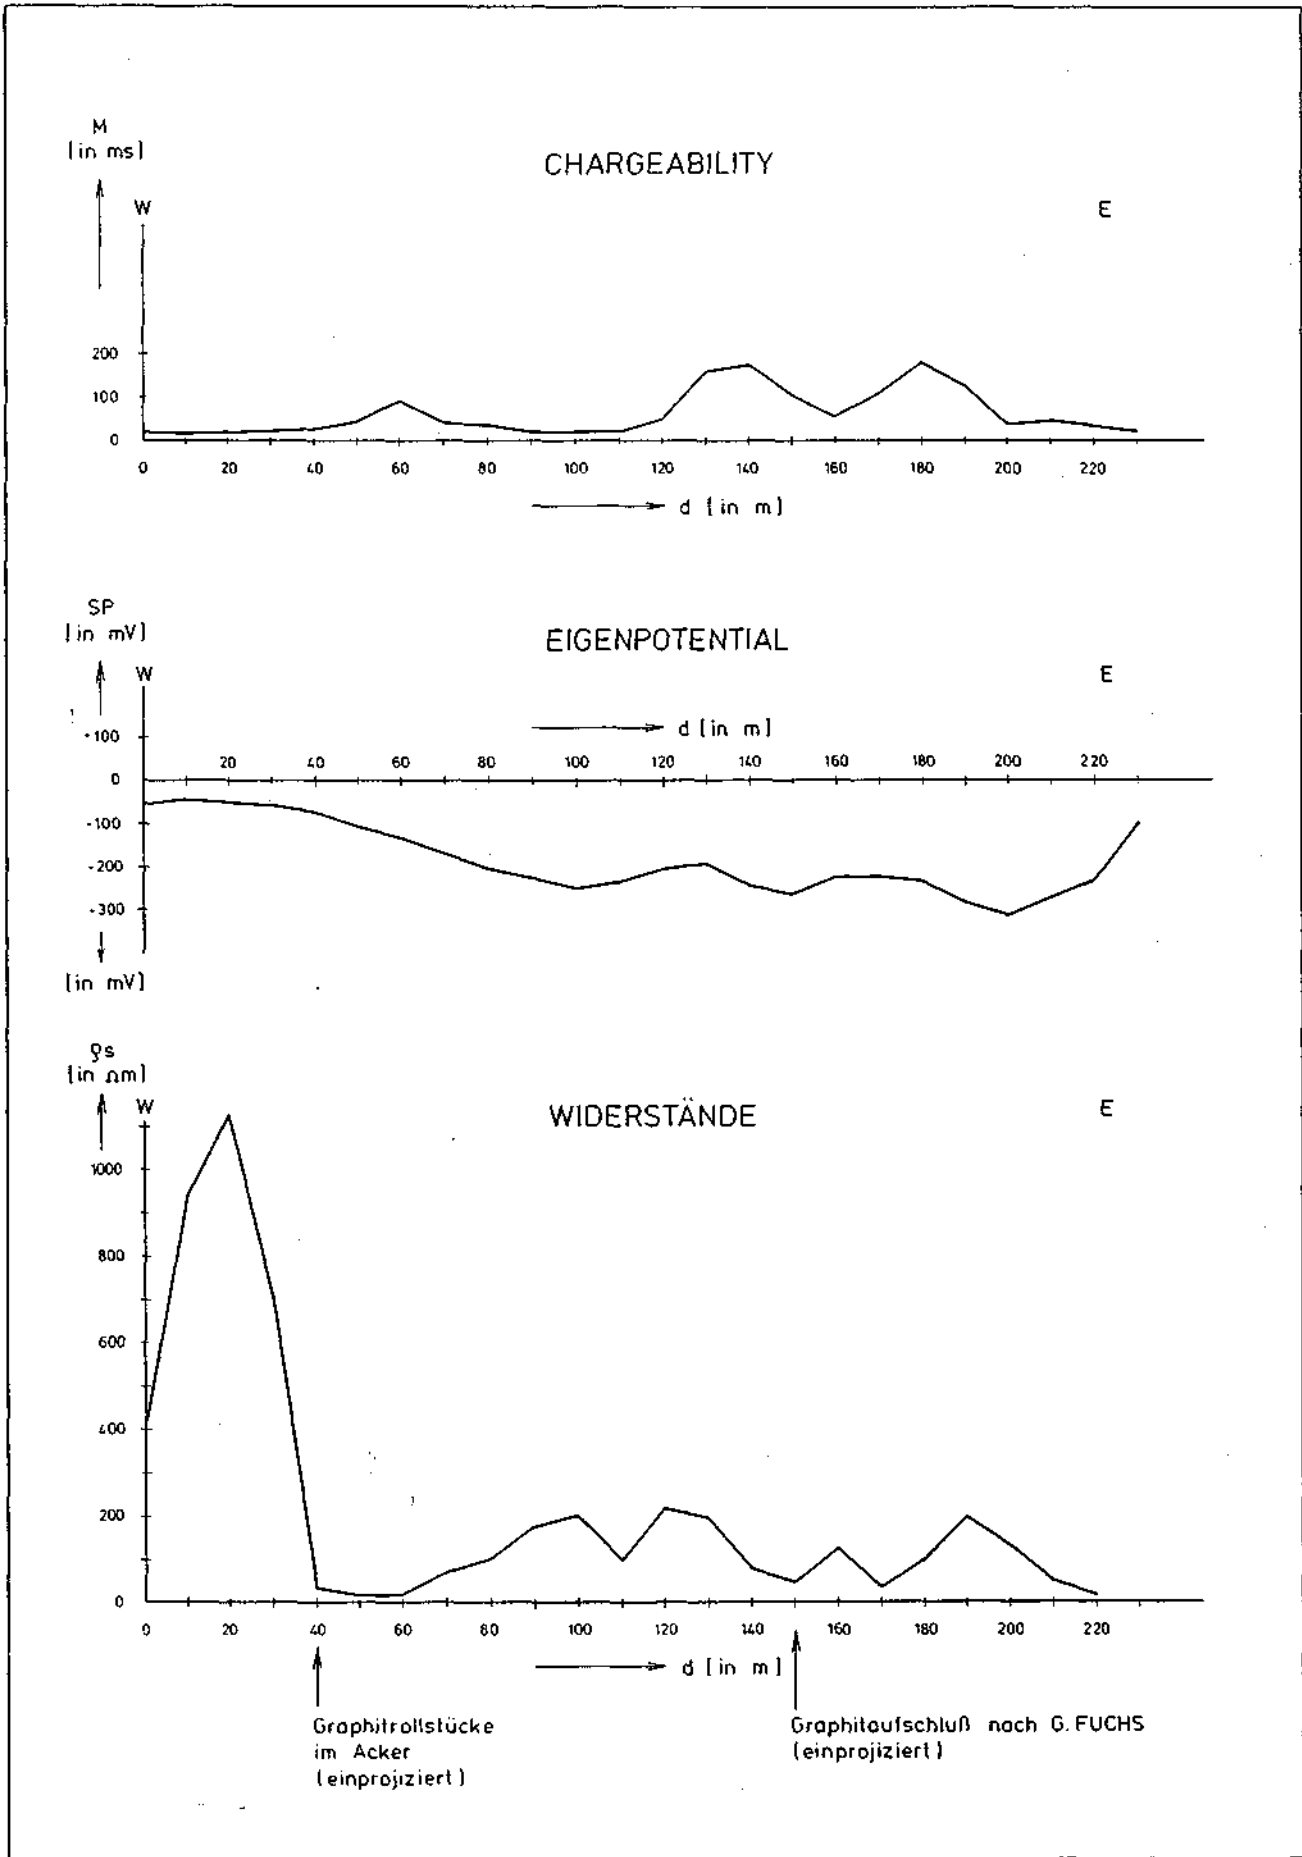 M
[in ms]
CHARGEABILITY
W
E
200
100
0
0 20 40 60 80 100 120 140 160 180 200 220
d [in m]
SP
[in mV]
EIGENPOTENTIAL
W
E
d [in m]
+100
20 40 60 80 100 120 140 160 180 200 220
0
-100
-200
-300
[in mV]
ϱs
[in Ωm]
W
WIDERSTÄNDE
E
1000
800
600
400
200
0
0 20 40 60 80 100 120 140 160 180 200 220
d [in m]
Graphitrollstücke
im Acker
(einprojiziert)
Graphitaufschluß nach G. FUCHS
(einprojiziert)